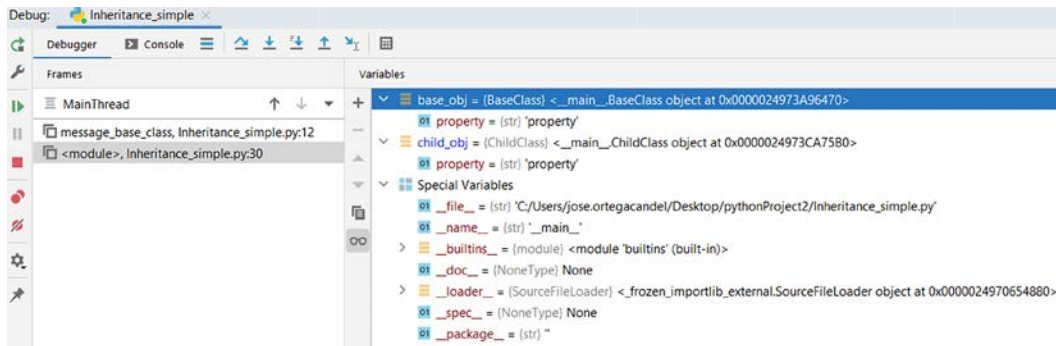 Debug: Inheritance_simple
Debugger Console
Frames
Variables
MainThread
message_base_class, Inheritance_simple.py:12
<module>, Inheritance_simple.py:30
base_obj = {BaseClass} <__main__.BaseClass object at 0x0000024973A96470>
property = {str} 'property'
child_obj = {ChildClass} <__main__.ChildClass object at 0x0000024973CA75B0>
property = {str} 'property'
Special Variables
__file__ = {str} 'C:/Users/jose.ortegacandel/Desktop/pythonProject2/Inheritance_simple.py'
__name__ = {str} '__main__'
__builtins__ = {module} <module 'builtins' (built-in)>
__doc__ = {NoneType} None
__loader__ = {SourceFileLoader} <_frozen_importlib_external.SourceFileLoader object at 0x0000024970654880>
__spec__ = {NoneType} None
__package__ = {str} ''